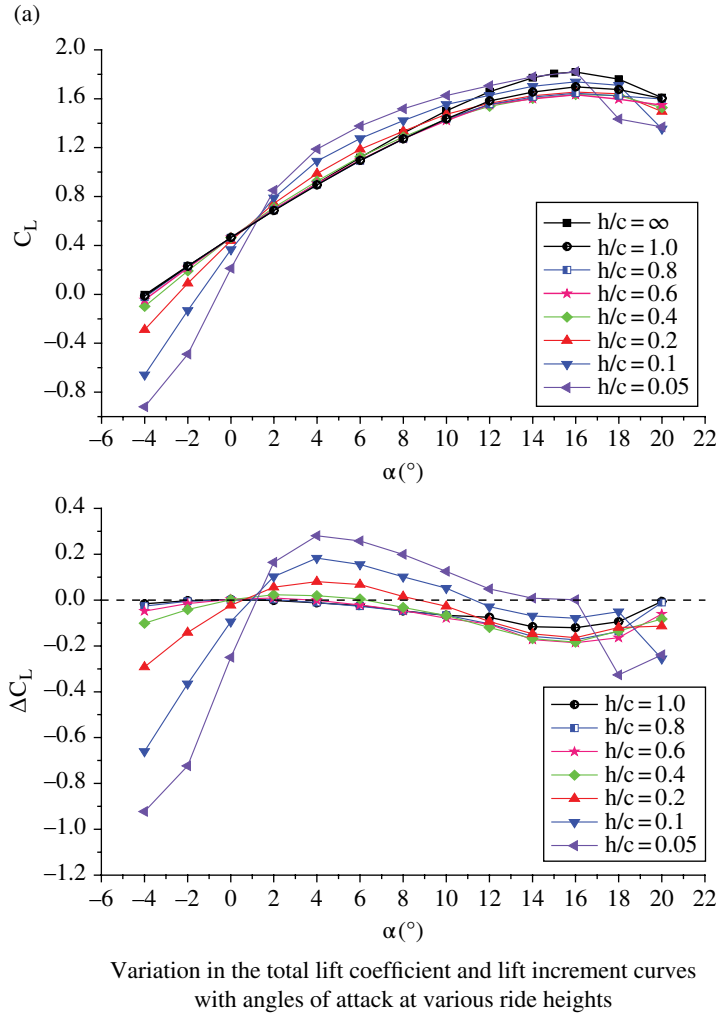 (a)
2.0
1.6
1.2
0.8
0.4
0.0
−0.4
−0.8
C_L
h/c = ∞
h/c = 1.0
h/c = 0.8
h/c = 0.6
h/c = 0.4
h/c = 0.2
h/c = 0.1
h/c = 0.05
−6 −4 −2 0 2 4 6 8 10 12 14 16 18 20 22
α(°)
0.4
0.2
0.0
−0.2
−0.4
−0.6
−0.8
−1.0
−1.2
ΔC_L
h/c = 1.0
h/c = 0.8
h/c = 0.6
h/c = 0.4
h/c = 0.2
h/c = 0.1
h/c = 0.05
−6 −4 −2 0 2 4 6 8 10 12 14 16 18 20 22
α(°)
Variation in the total lift coefficient and lift increment curves
with angles of attack at various ride heights